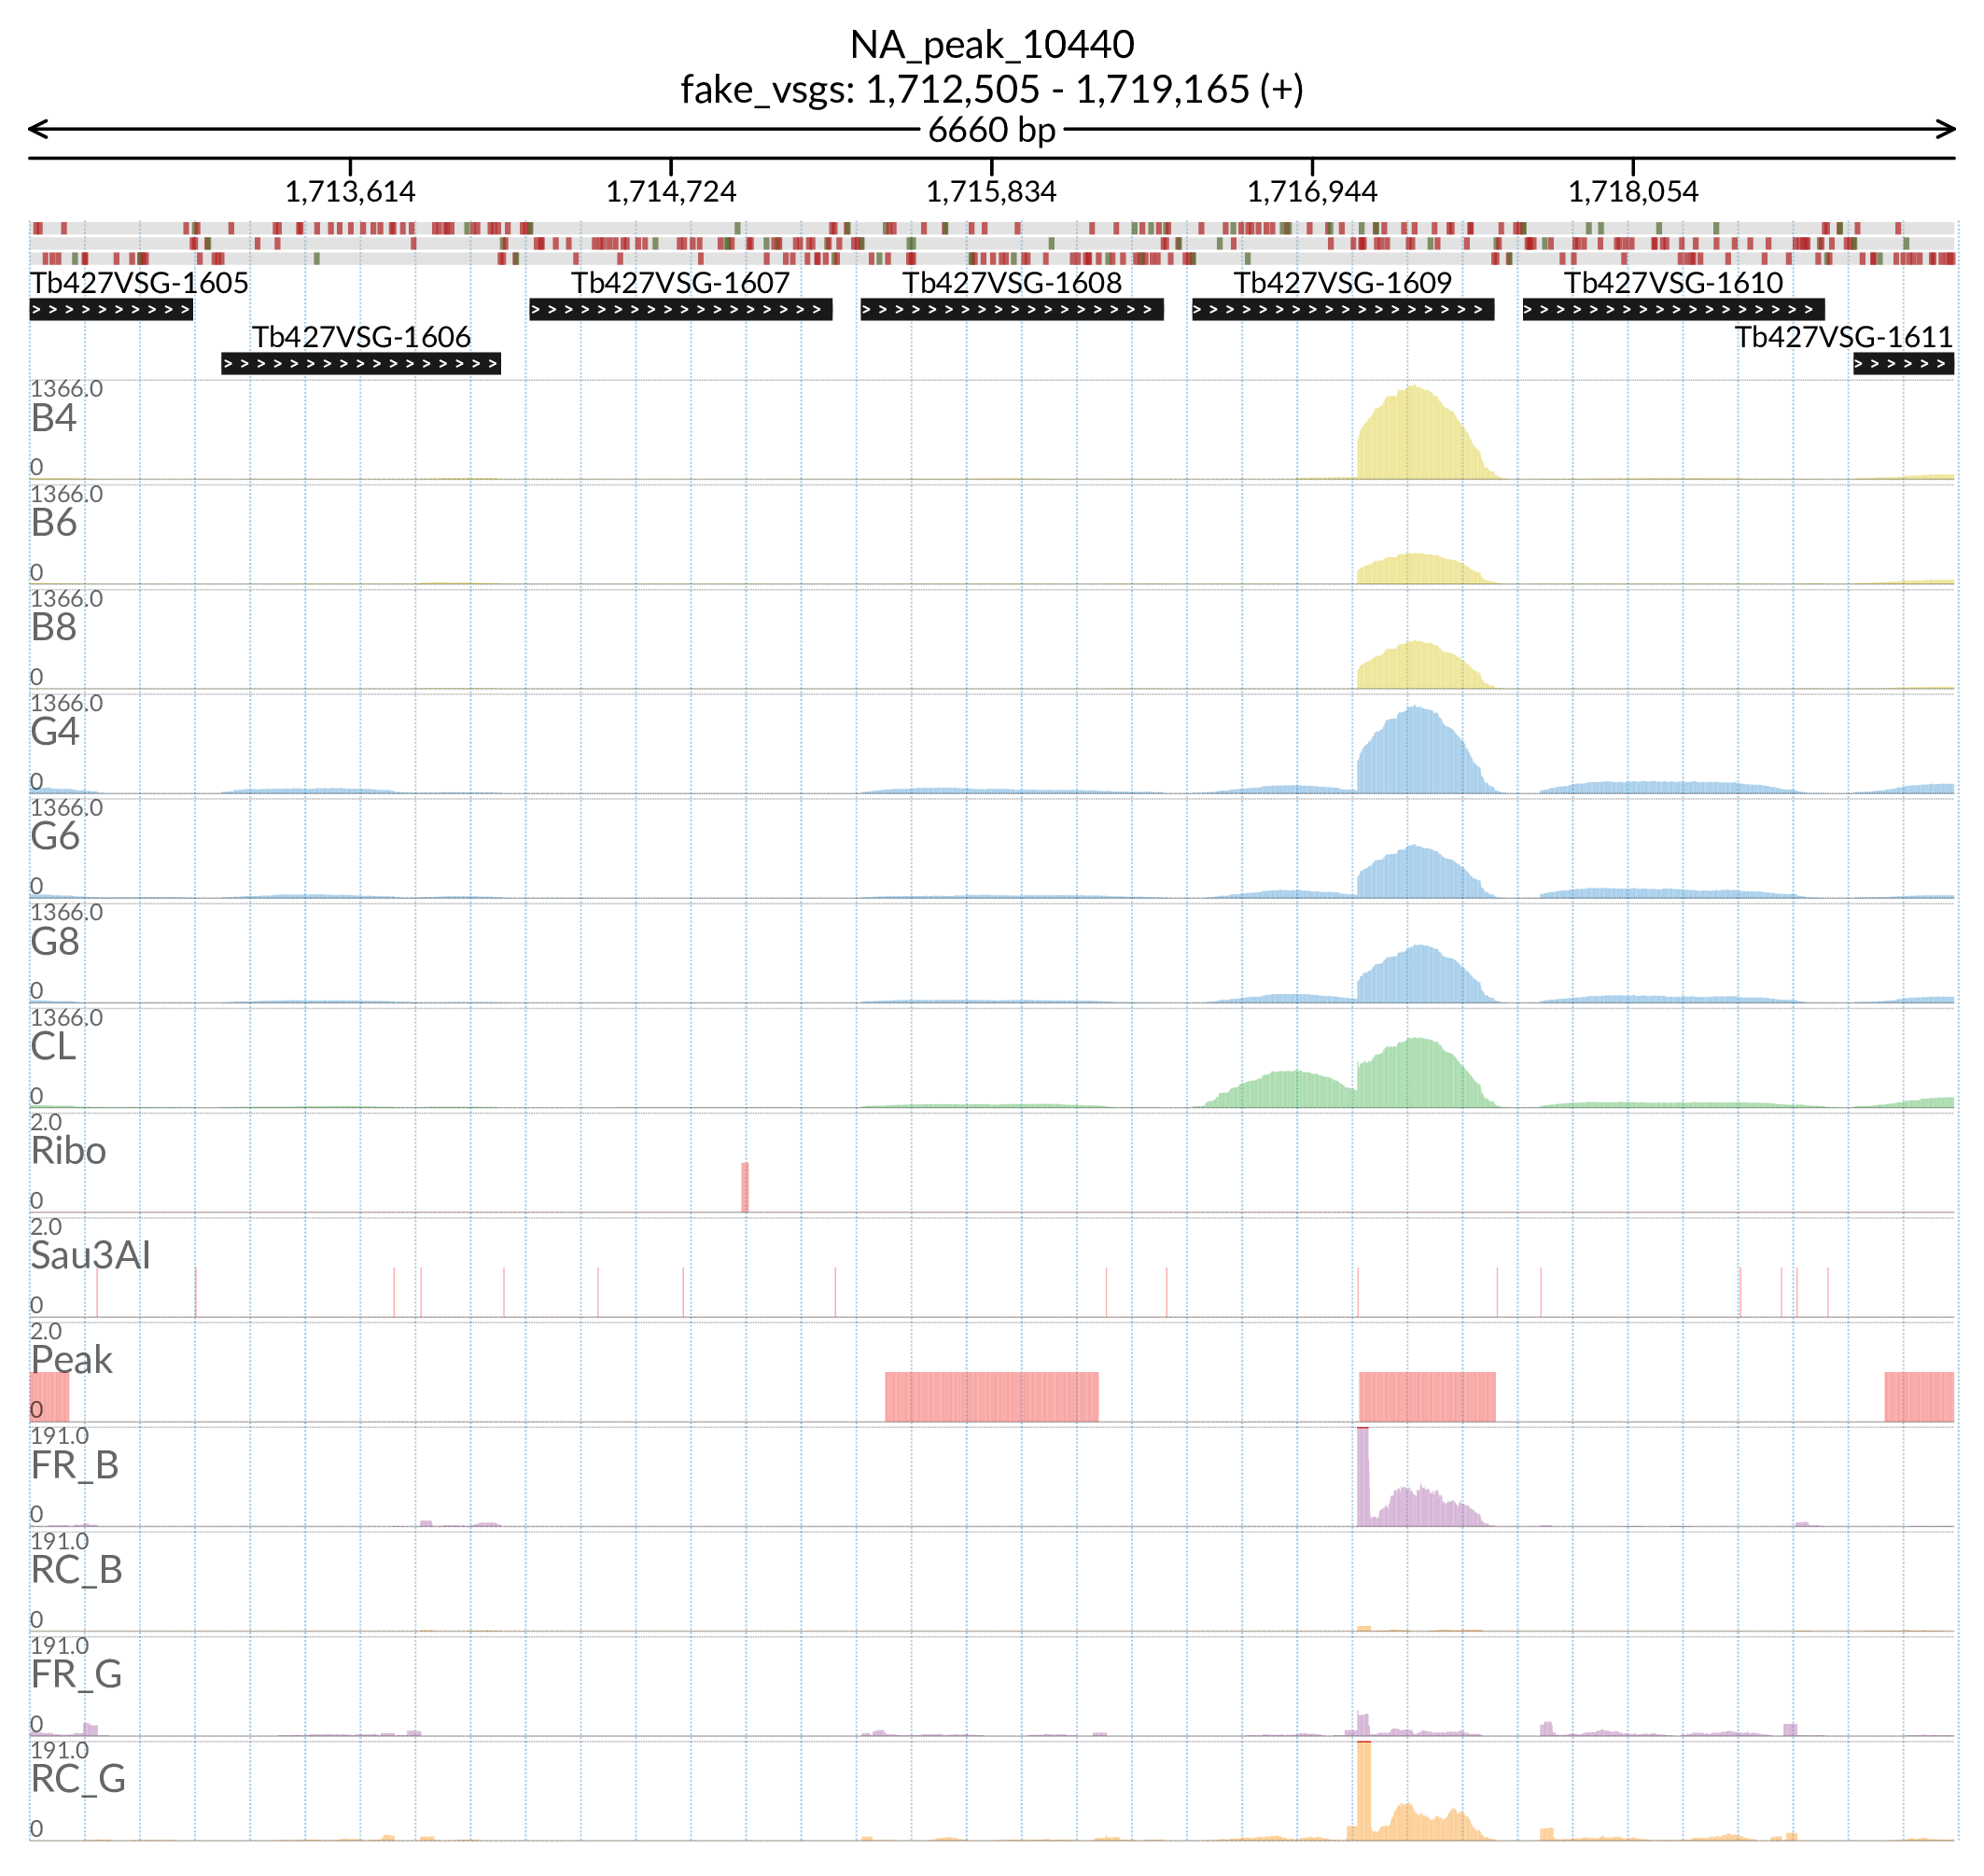 NA_peak_10440
fake_vsgs: 1,712,505 - 1,719,165 (+)
6660 bp
1,713,614 1,714,724 1,715,834 1,716,944 1,718,054
Tb427VSG-1605 Tb427VSG-1607 Tb427VSG-1608 Tb427VSG-1609 Tb427VSG-1610
Tb427VSG-1606 Tb427VSG-1611
1366.0
B4
0
1366.0
B6
0
1366.0
B8
0
1366.0
G4
0
1366.0
G6
0
1366.0
G8
0
1366.0
CL
0
2.0
Ribo
0
2.0
Sau3AI
0
2.0
Peak
0
191.0
FR_B
0
191.0
RC_B
0
191.0
FR_G
0
191.0
RC_G
0